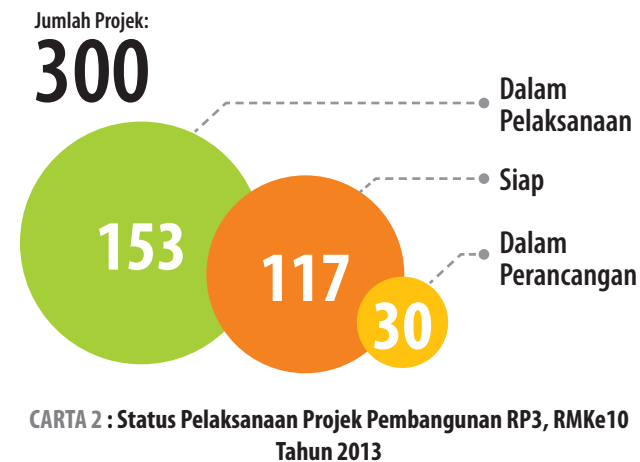 Jumlah Projek:
300
Dalam
Pelaksanaan
153
Siap
117
Dalam
Perancangan
30
CARTA 2 : Status Pelaksanaan Projek Pembangunan RP3, RMKe10
Tahun 2013